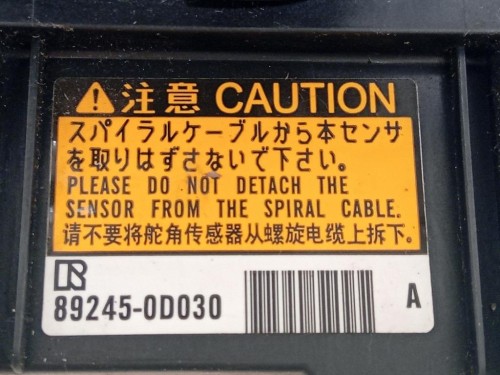 注意 CAUTION
スパイラルケーブルから本センサ
を取りはずさないで下さい。
PLEASE DO NOT DETACH THE
SENSOR FROM THE SPIRAL CABLE.
请不要将舵角传感器从螺旋电缆上拆下。
R
89245-0D030
A